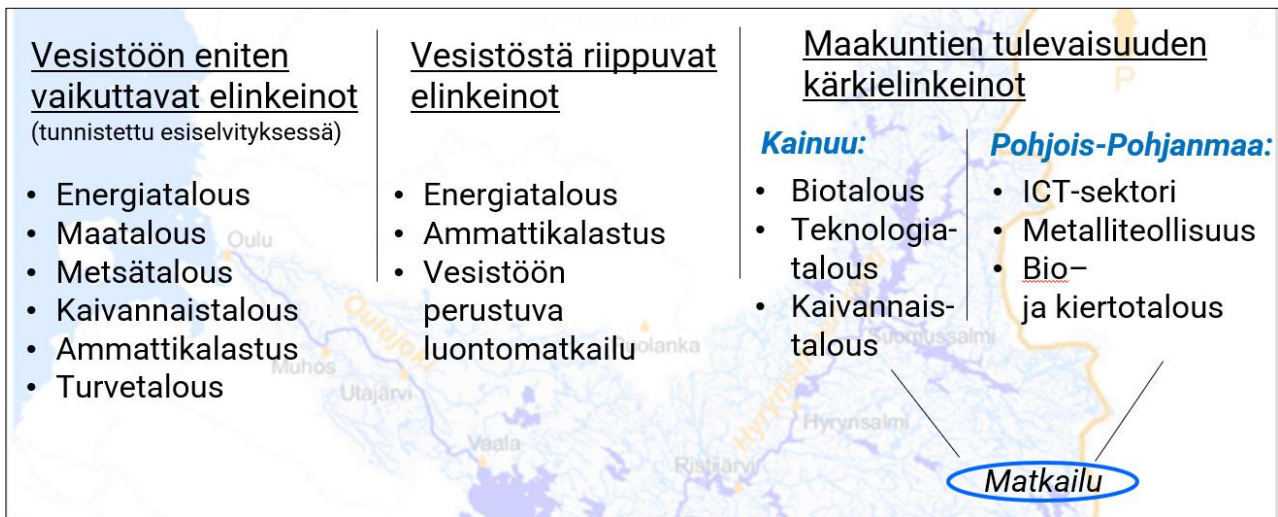 Vesistöön eniten
vaikuttavat elinkeinot
(tunnistettu esiselvityksessä)
• Energiatalous
• Maatalous
• Metsätalous
• Kaivannaistalous
• Ammattikalastus
• Turvetalous
Vesistöstä riippuvat
elinkeinot
• Energiatalous
• Ammattikalastus
• Vesistöön
perustuva
luontomatkailu
Maakuntien tulevaisuuden
kärkielinkeinot
Kainuu:
• Biotalous
• Teknologia-
talous
• Kaivannais-
talous
Pohjois-Pohjanmaa:
• ICT-sektori
• Metalliteollisuus
• Bio–
ja kiertotalous
Matkailu
P
Oulu
Oulujoki
Muhos
Utajärvi
Vaala
Puolanka
Suomussalmi
Hyrynsalmi
Ristijärvi